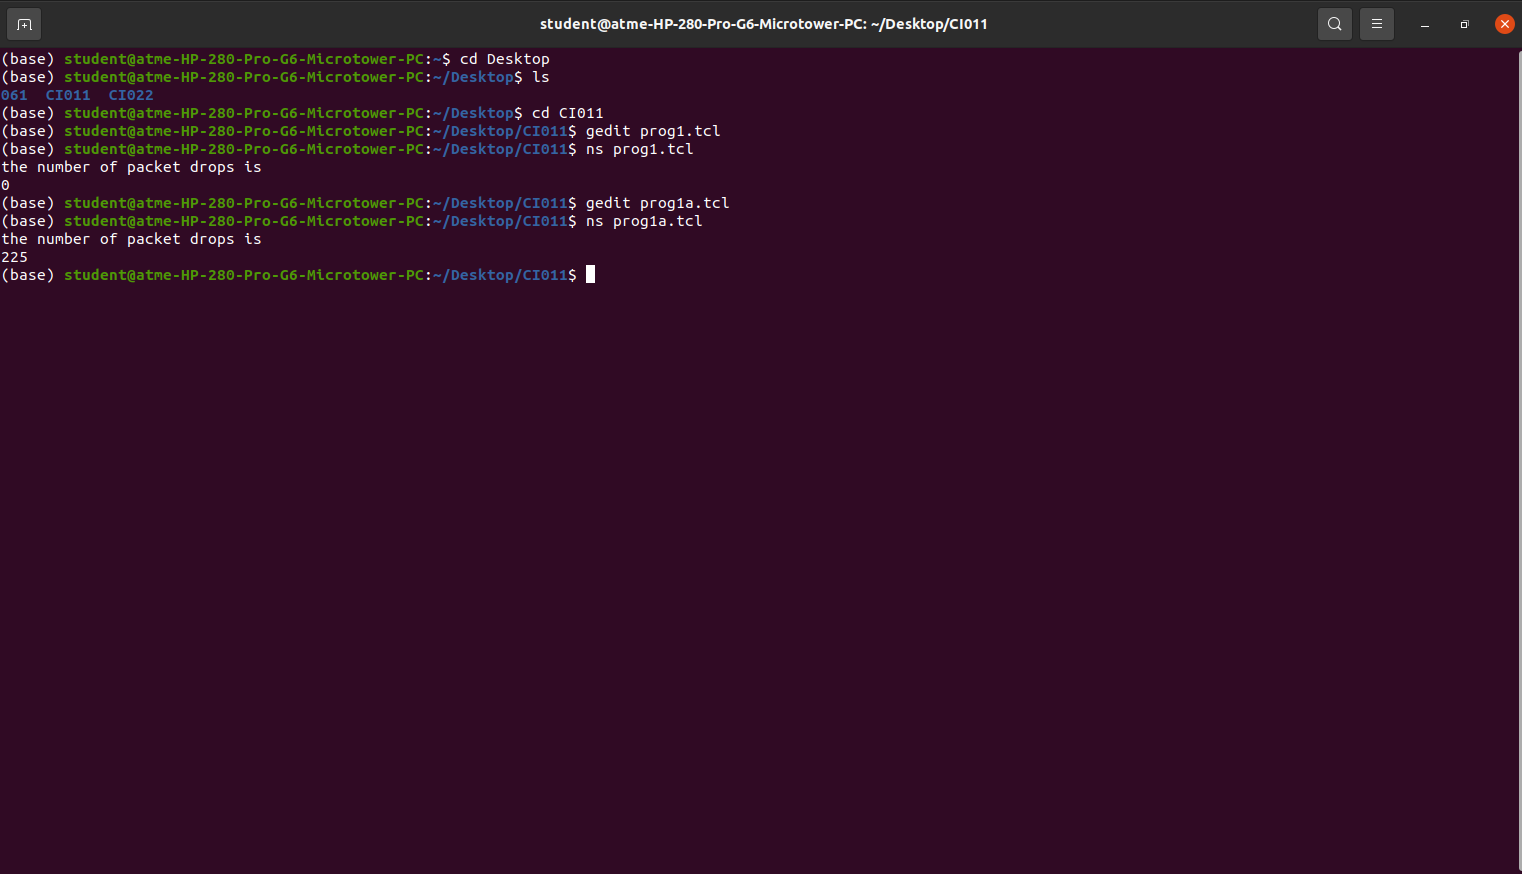 student@atme-HP-280-Pro-G6-Microtower-PC: ~/Desktop/CI011
(base) student@atme-HP-280-Pro-G6-Microtower-PC:~$ cd Desktop
(base) student@atme-HP-280-Pro-G6-Microtower-PC:~/Desktop$ ls
061  CI011  CI022
(base) student@atme-HP-280-Pro-G6-Microtower-PC:~/Desktop$ cd CI011
(base) student@atme-HP-280-Pro-G6-Microtower-PC:~/Desktop/CI011$ gedit prog1.tcl
(base) student@atme-HP-280-Pro-G6-Microtower-PC:~/Desktop/CI011$ ns prog1.tcl
the number of packet drops is
0
(base) student@atme-HP-280-Pro-G6-Microtower-PC:~/Desktop/CI011$ gedit prog1a.tcl
(base) student@atme-HP-280-Pro-G6-Microtower-PC:~/Desktop/CI011$ ns prog1a.tcl
the number of packet drops is
225
(base) student@atme-HP-280-Pro-G6-Microtower-PC:~/Desktop/CI011$